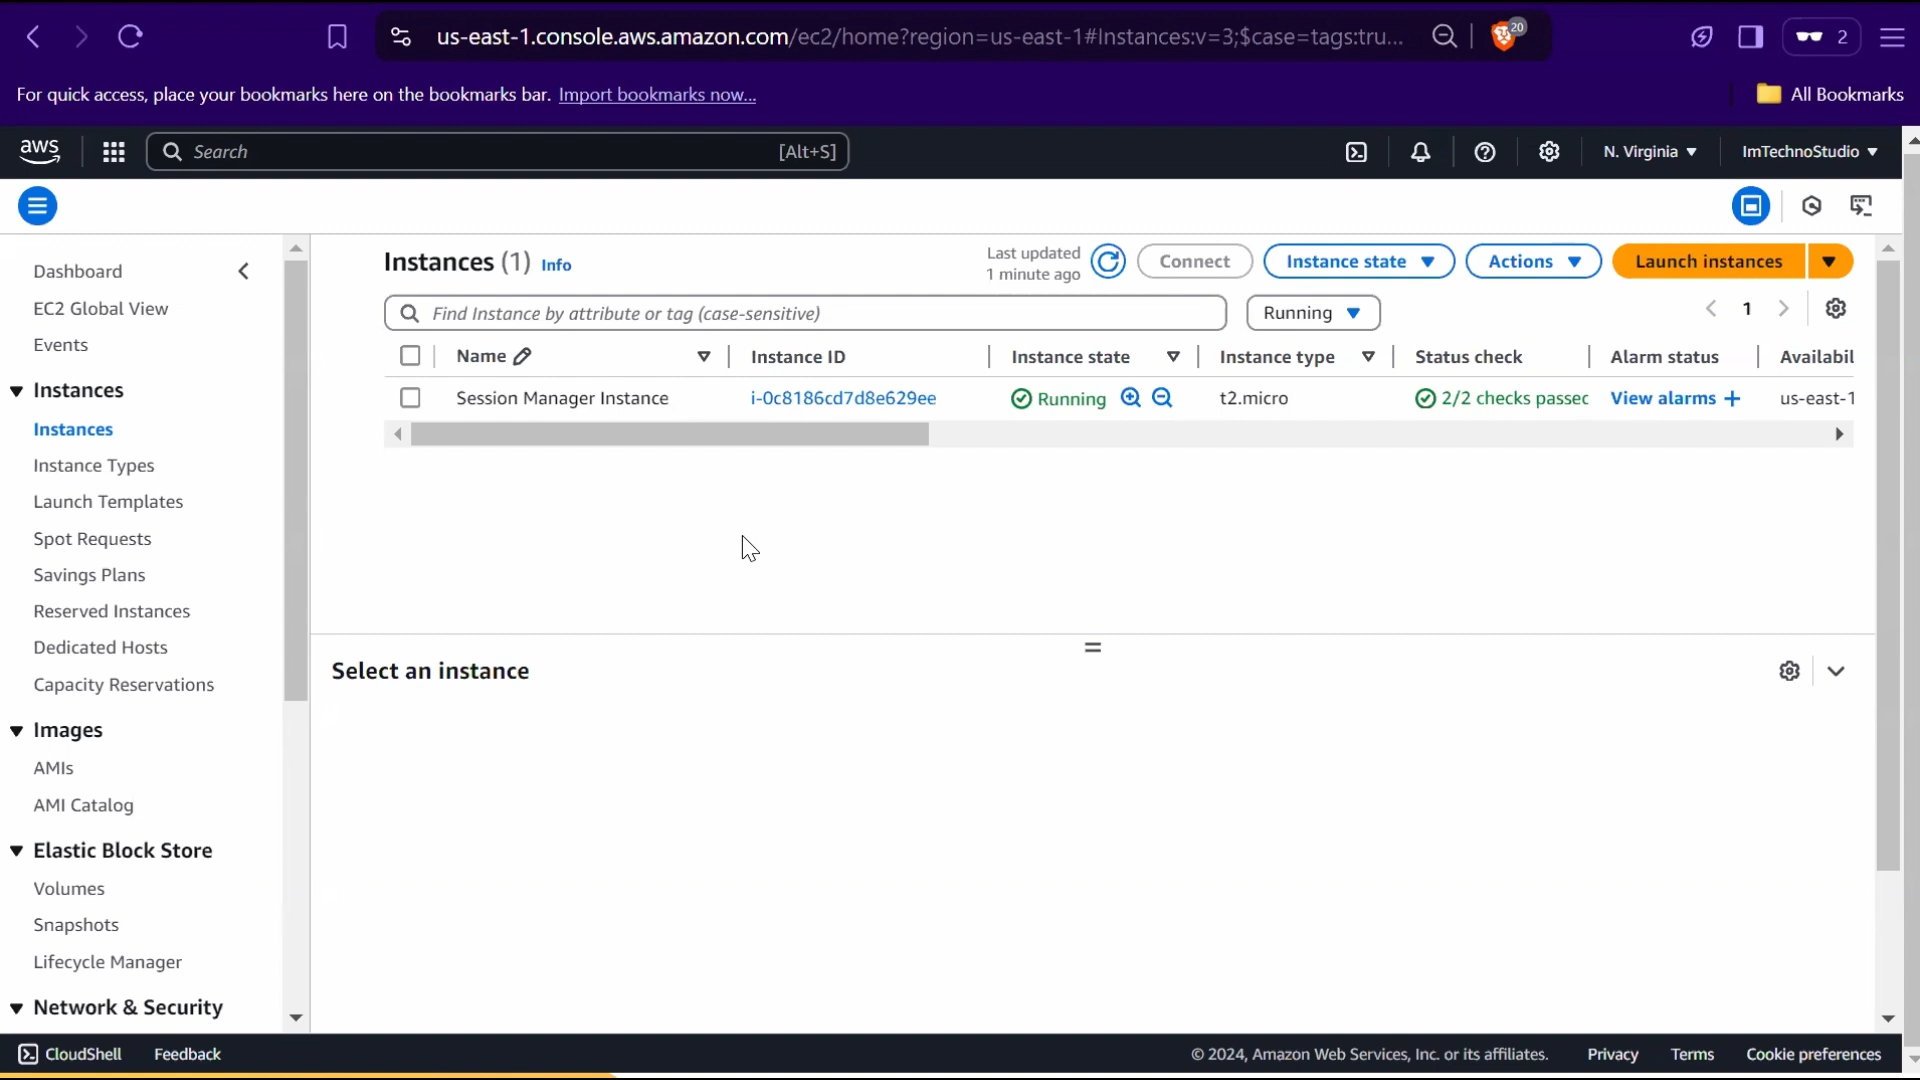 us-east-1.console.aws.amazon.com/ec2/home?region=us-east-1#Instances:v=3;$case=tags:tru...
20
2
For quick access, place your bookmarks here on the bookmarks bar. Import bookmarks now...
All Bookmarks
aws
Search
[Alt+S]
N. Virginia
ImTechnoStudio
Dashboard
EC2 Global View
Events
Instances
Instances
Instance Types
Launch Templates
Spot Requests
Savings Plans
Reserved Instances
Dedicated Hosts
Capacity Reservations
Images
AMIs
AMI Catalog
Elastic Block Store
Volumes
Snapshots
Lifecycle Manager
Network & Security
Instances (1) Info
Last updated
1 minute ago
Connect
Instance state
Actions
Launch instances
Find Instance by attribute or tag (case-sensitive)
Running
1
Name Instance ID Instance state Instance type Status check Alarm status Availabil
Session Manager Instance i-0c8186cd7d8e629ee Running t2.micro 2/2 checks passec View alarms + us-east-1
Select an instance
CloudShell Feedback © 2024, Amazon Web Services, Inc. or its affiliates. Privacy Terms Cookie preferences